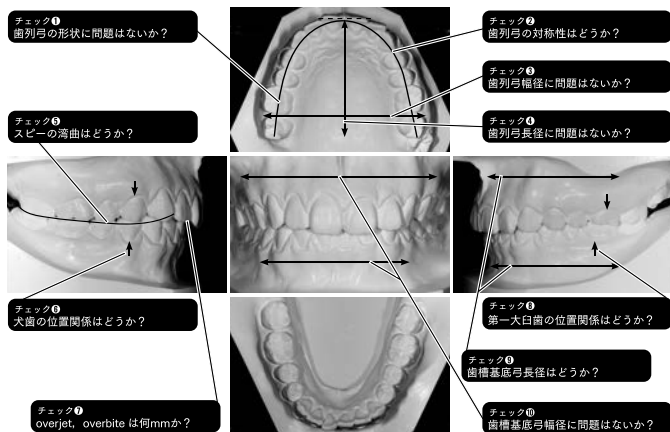 チェック❶
歯列弓の形状に問題はないか？
チェック❷
歯列弓の対称性はどうか？
チェック❸
歯列弓幅径に問題はないか？
チェック❹
歯列弓長径に問題はないか？
チェック❺
スピーの湾曲はどうか？
チェック❻
犬歯の位置関係はどうか？
チェック❼
overjet，overbite は何mmか？
チェック❽
第一大臼歯の位置関係はどうか？
チェック❾
歯槽基底弓長径はどうか？
チェック❿
歯槽基底弓幅径に問題はないか？